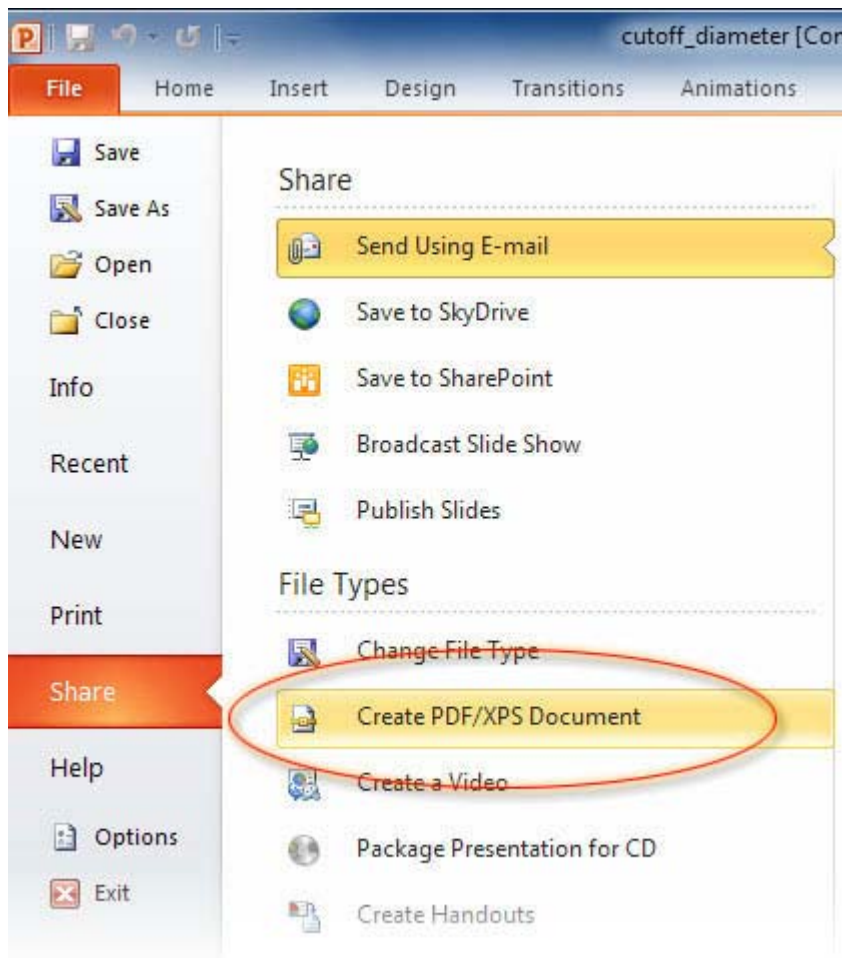 P
cutoff_diameter [Cor
File Home Insert Design Transitions Animations
Save
Save As
Open
Close
Info
Recent
New
Print
Share
Help
Options
Exit
Share
Send Using E-mail
Save to SkyDrive
Save to SharePoint
Broadcast Slide Show
Publish Slides
File Types
Change File Type
Create PDF/XPS Document
Create a Video
Package Presentation for CD
Create Handouts